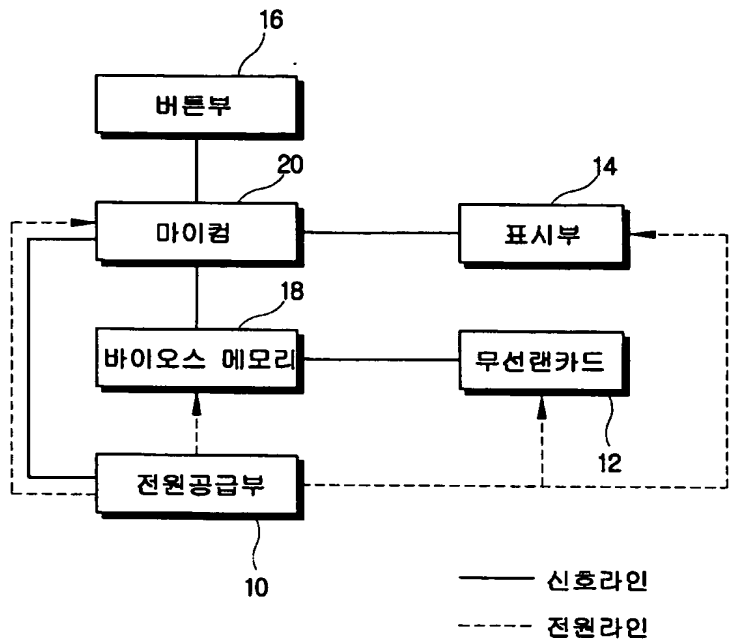 16
버튼부
20
14
마이컴
표시부
18
바이오스 메모리
무선랜카드
12
전원공급부
10
신호라인
전원라인